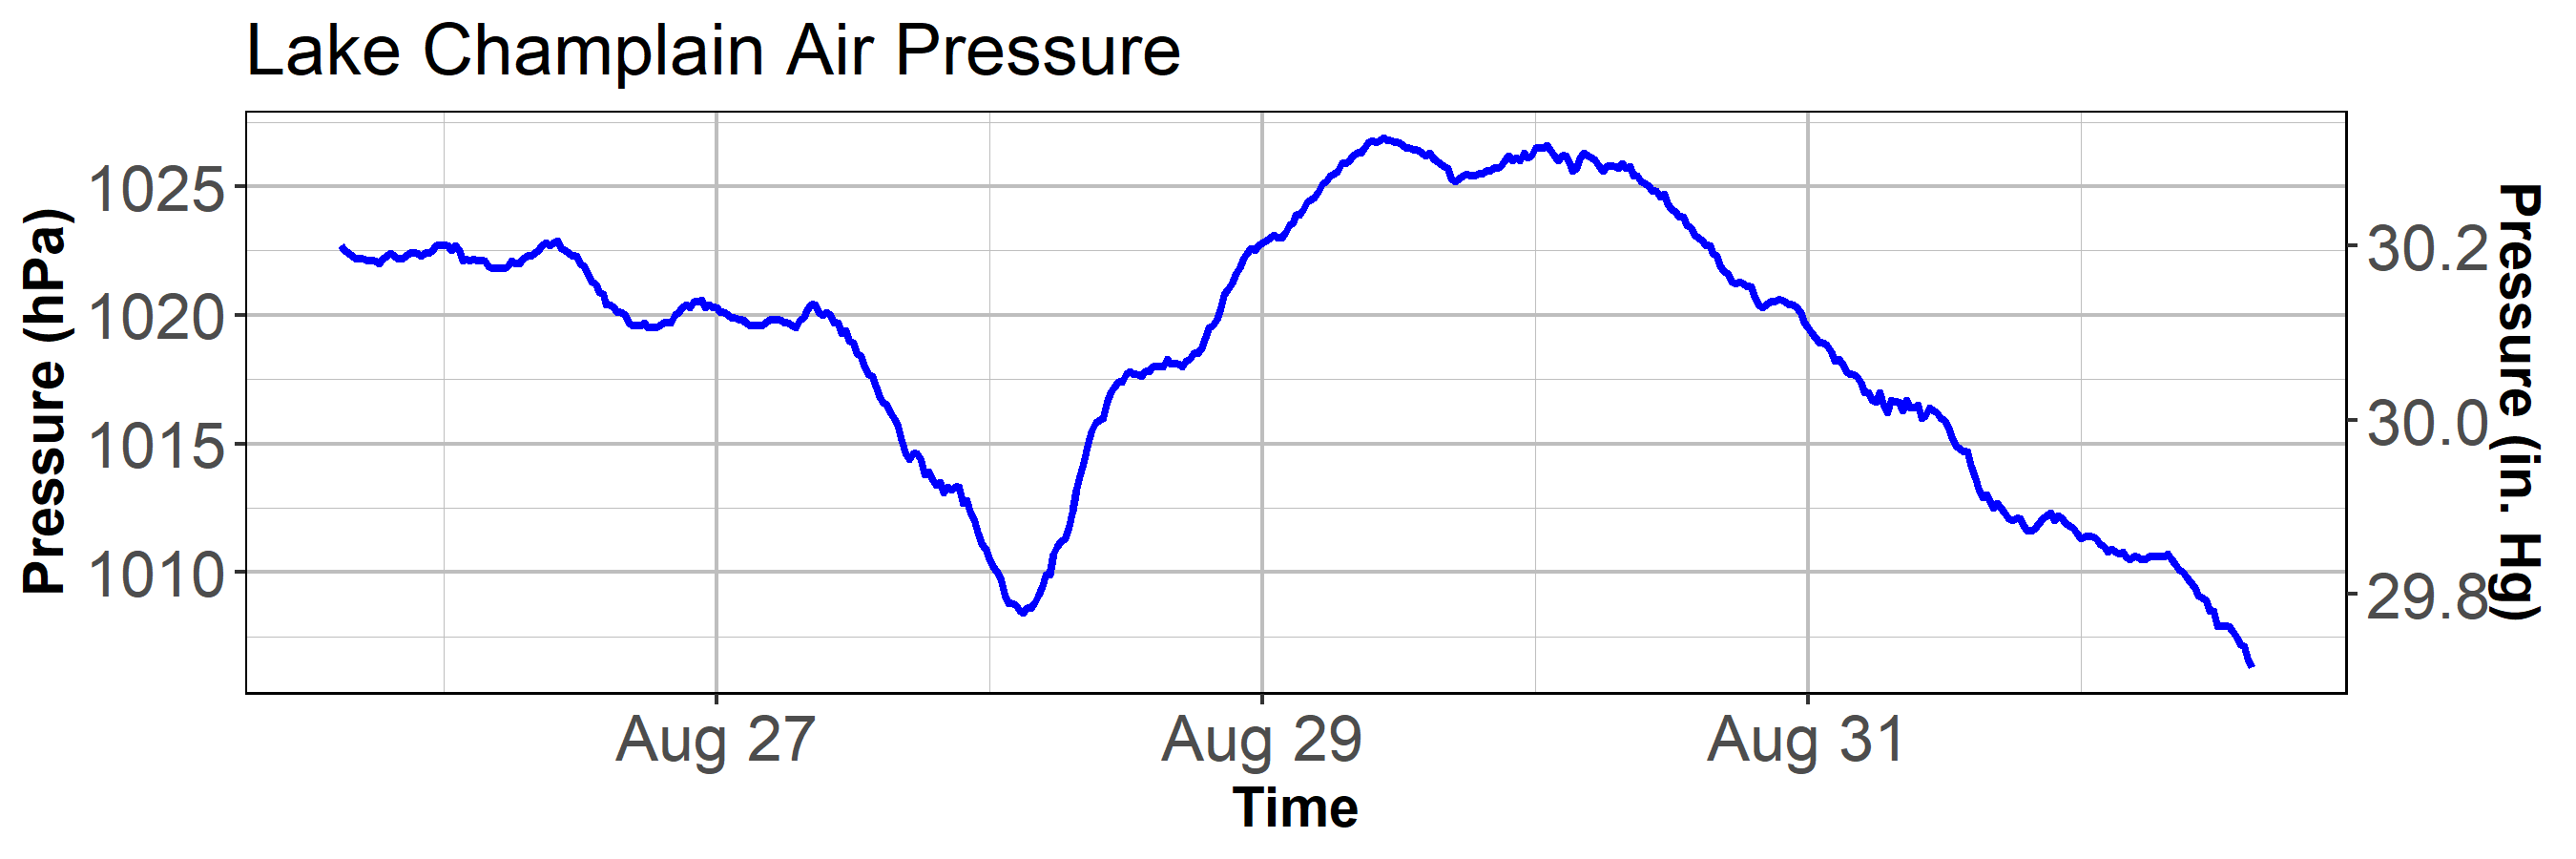 Lake Champlain Air Pressure
Pressure (hPa)
1025
1020
1015
1010
30.2
30.0
29.8
Pressure (in. Hg)
Aug 27 Aug 29 Aug 31
Time